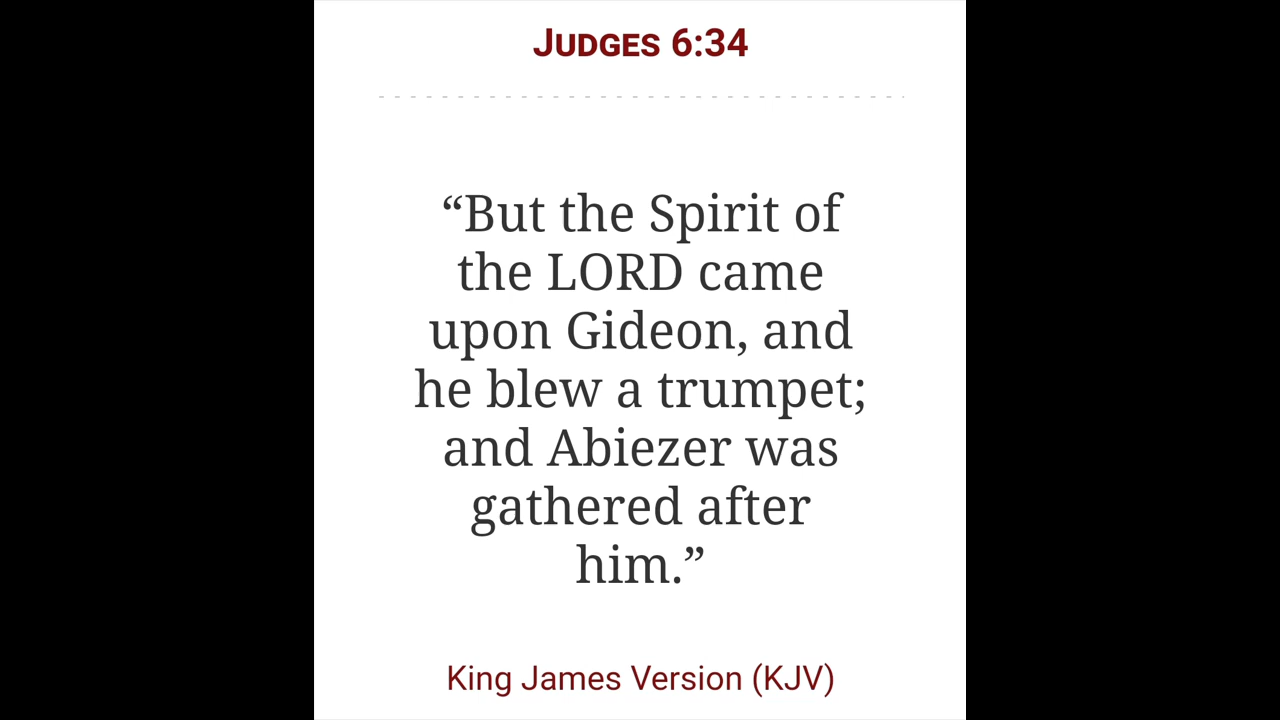 JUDGES 6:34
“But the Spirit of
the LORD came
upon Gideon, and
he blew a trumpet;
and Abiezer was
gathered after
him.”
King James Version (KJV)